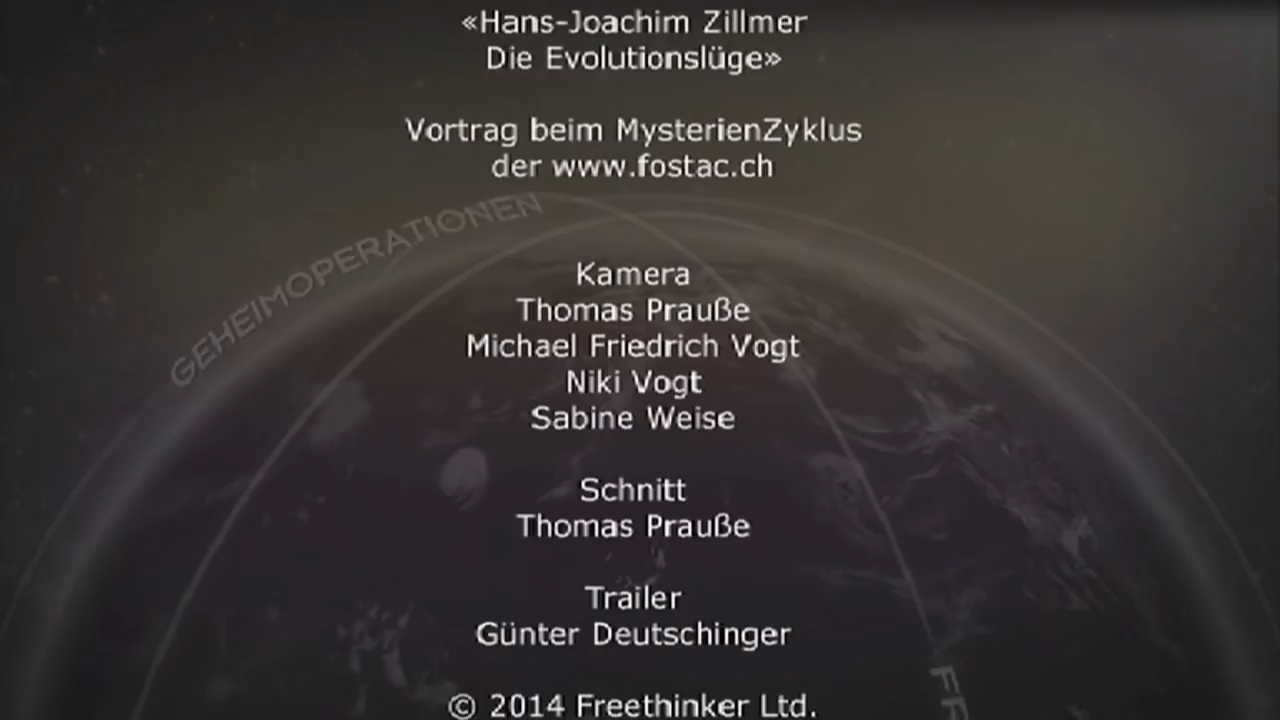 «Hans-Joachim Zillmer
Die Evolutionslüge»
Vortrag beim MysterienZyklus
der www.fostac.ch
GEHEIMOPERATIONEN
Kamera
Thomas Prauße
Michael Friedrich Vogt
Niki Vogt
Sabine Weise
Schnitt
Thomas Prauße
Trailer
Günter Deutschinger
FR
© 2014 Freethinker Ltd.